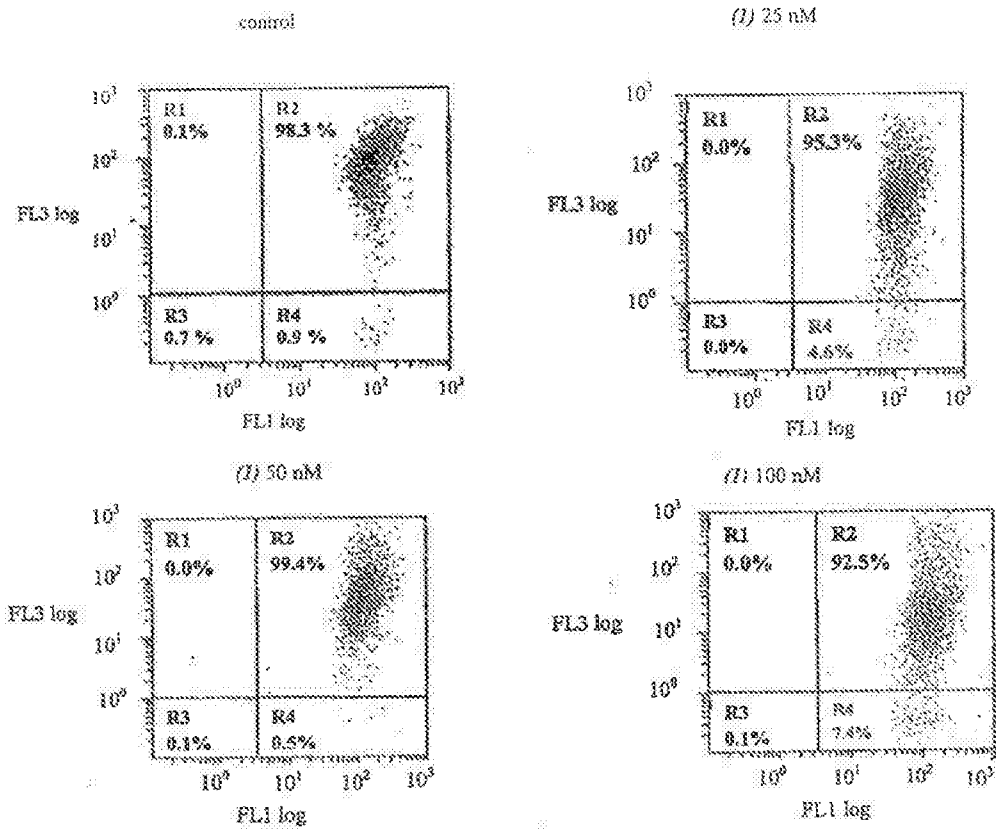 control
(1) 25 nM
10³
R1
0.1%
R2
98.3 %
10²
FL3 log
10¹
10⁰
R3
0.7 %
R4
0.9 %
10⁰ 10¹ 10² 10³
FL1 log
10³
R1
0.0%
R2
95.3%
10²
FL3 log
10¹
10⁰
R3
0.0%
R4
4.6%
10⁰ 10¹ 10² 10³
FL1 log
(1) 50 nM
(1) 100 nM
10³
R1
0.0%
R2
99.4%
10²
FL3 log
10¹
10⁰
R3
0.1%
R4
0.5%
10⁰ 10¹ 10² 10³
FL1 log
10³
R1
0.0%
R2
92.5%
10²
FL3 log
10¹
10⁰
R3
0.1%
R4
7.4%
10⁰ 10¹ 10² 10³
FL1 log